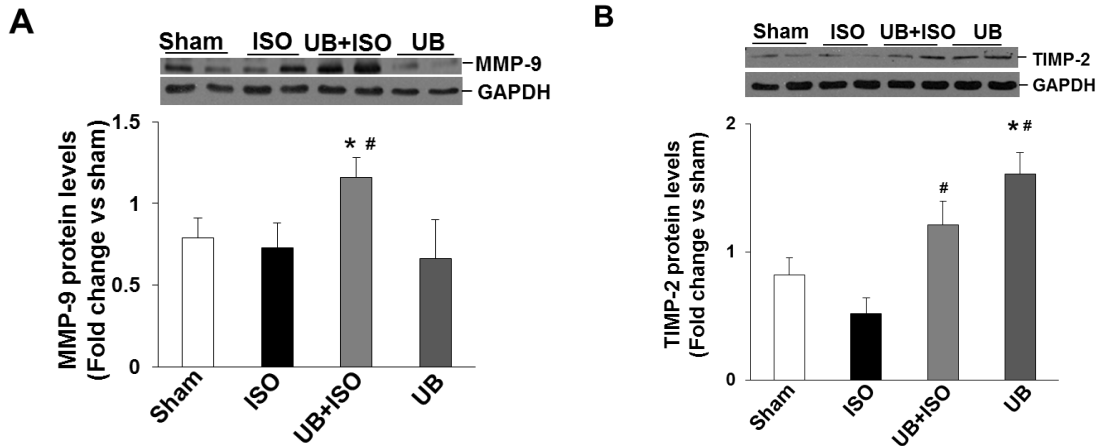 A
Sham ISO UB+ISO UB
MMP-9
GAPDH
MMP-9 protein levels
(Fold change vs sham)
1.5
1
0.5
0
* #
Sham
ISO
UB+ISO
UB
B
Sham ISO UB+ISO UB
TIMP-2
GAPDH
TIMP-2 protein levels
(Fold change vs sham)
2
1
0
#
* #
Sham
ISO
UB+ISO
UB